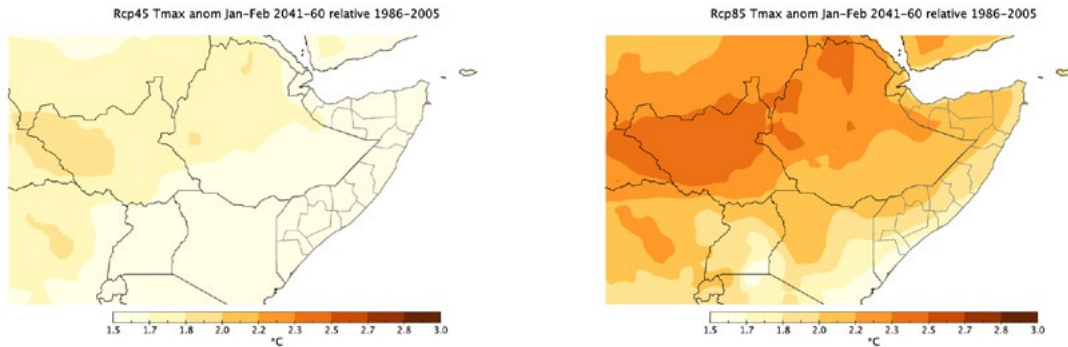 Rcp45 Tmax anom Jan-Feb 2041-60 relative 1986-2005
1.5 1.7 1.8 2.0 2.2 2.3 2.5 2.7 2.8 3.0
°C
Rcp85 Tmax anom Jan-Feb 2041-60 relative 1986-2005
1.5 1.7 1.8 2.0 2.2 2.3 2.5 2.7 2.8 3.0
°C